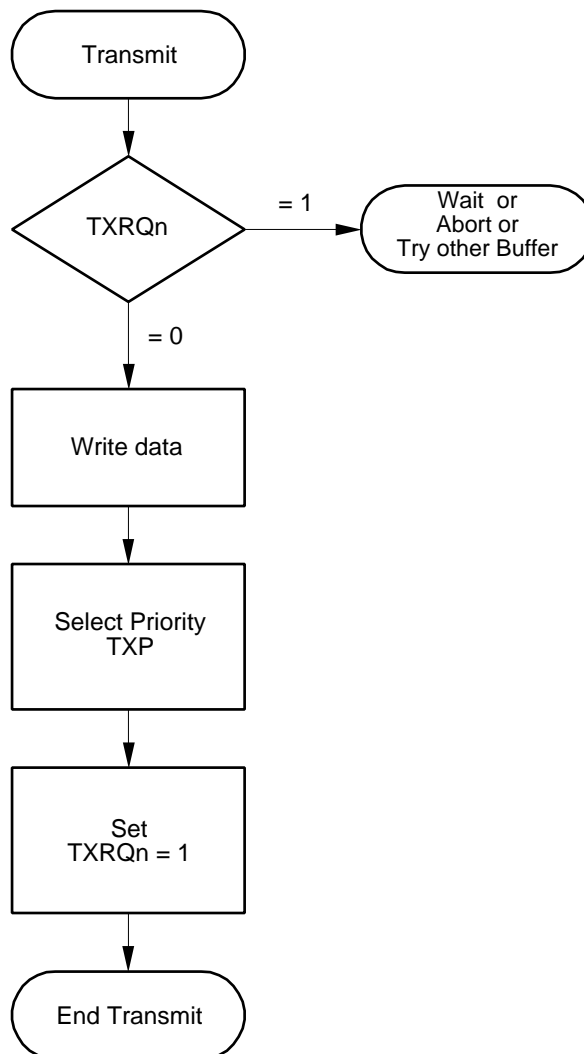 Transmit
TXRQn
= 1
Wait or
Abort or
Try other Buffer
= 0
Write data
Select Priority
TXP
Set
TXRQn = 1
End Transmit